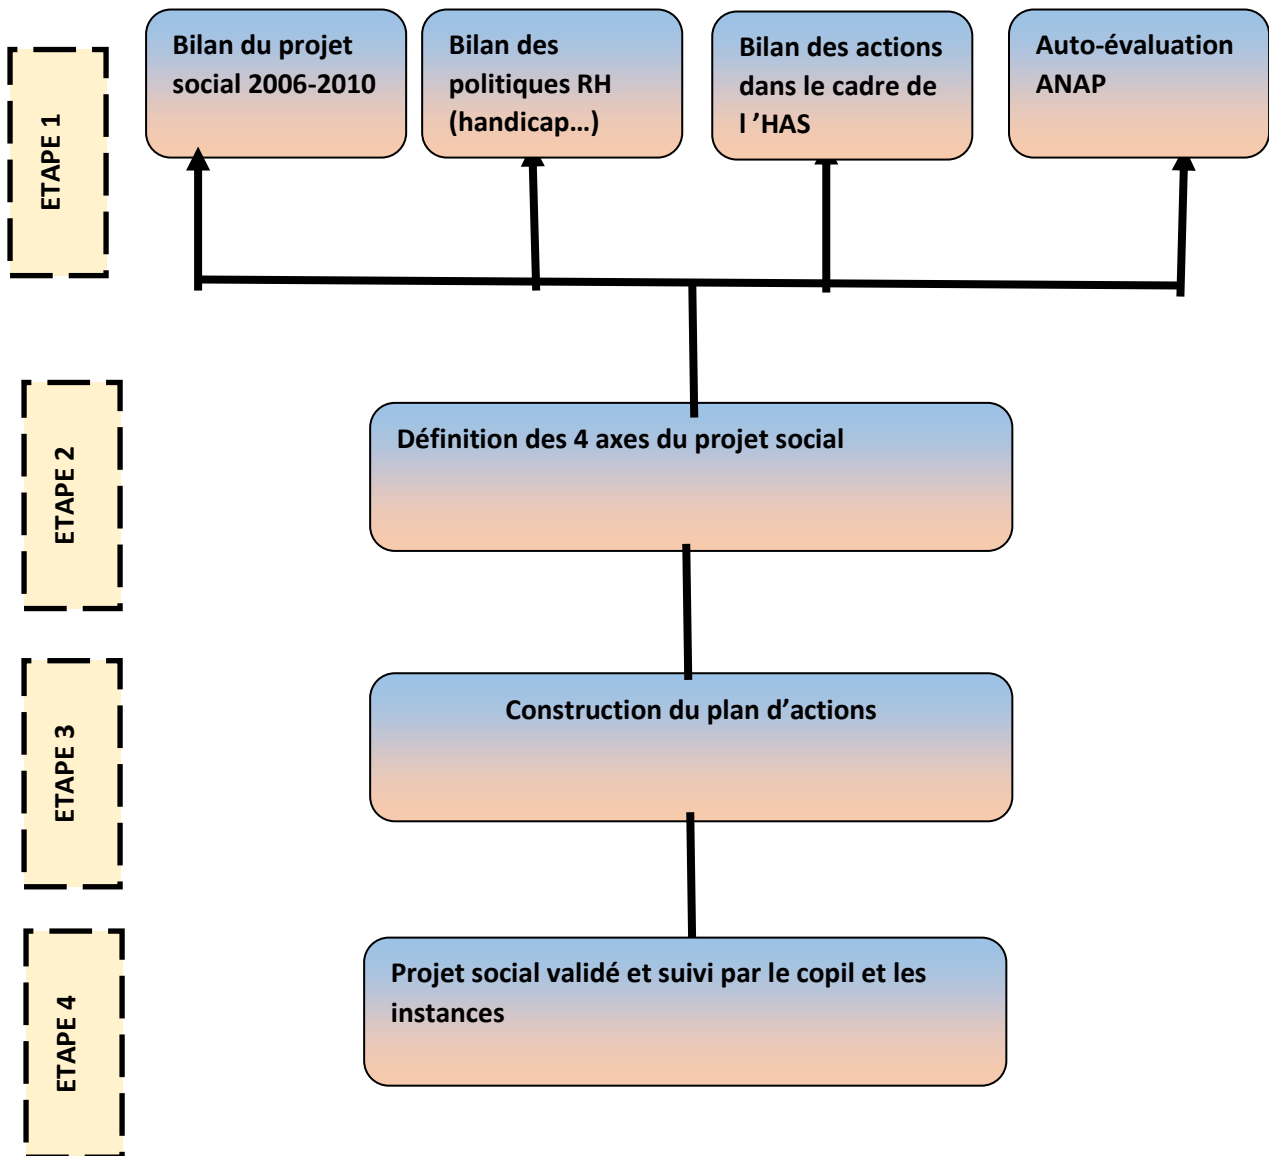 ETAPE 1
Bilan du projet
social 2006-2010
Bilan des
politiques RH
(handicap…)
Bilan des actions
dans le cadre de
l ’HAS
Auto-évaluation
ANAP
ETAPE 2
Définition des 4 axes du projet social
ETAPE 3
Construction du plan d’actions
ETAPE 4
Projet social validé et suivi par le copil et les
instances